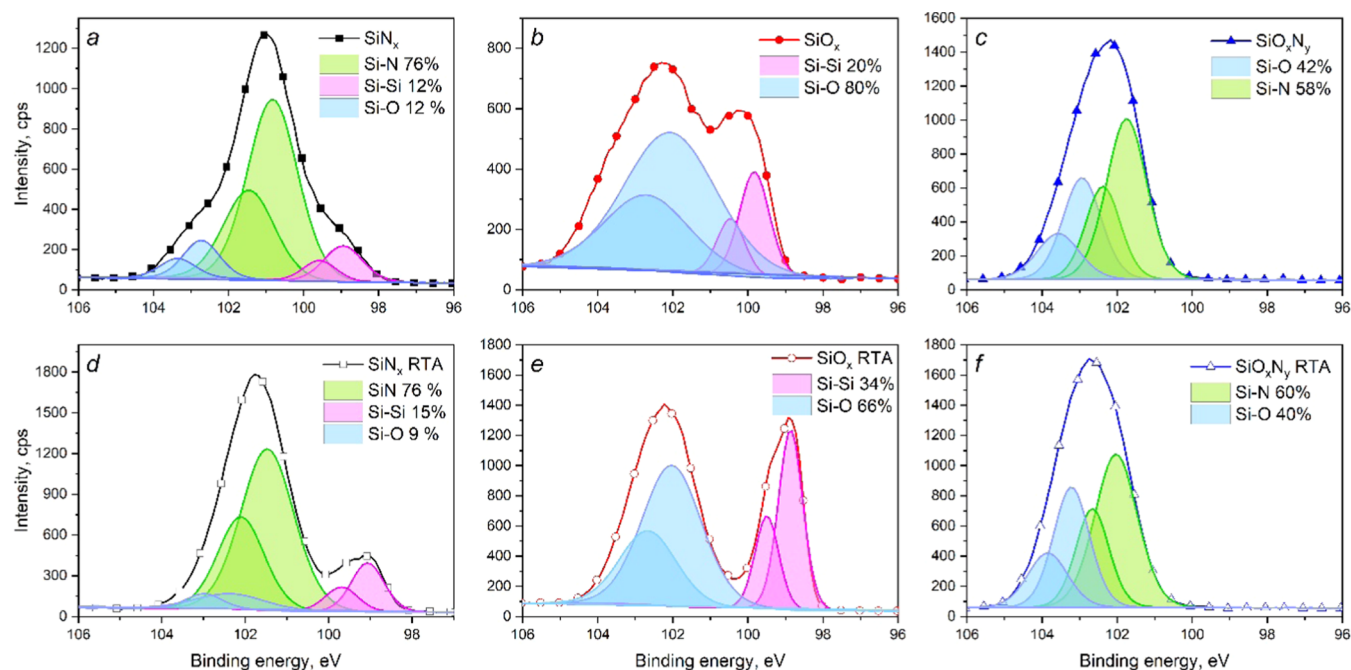 a
SiNₓ
Si-N 76%
Si-Si 12%
Si-O 12%
Intensity, cps
1200
1000
800
600
400
200
0
106 104 102 100 98 96
b
SiOₓ
Si-Si 20%
Si-O 80%
800
600
400
200
0
106 104 102 100 98 96
c
SiOₓNᵧ
Si-O 42%
Si-N 58%
1600
1400
1200
1000
800
600
400
200
0
106 104 102 100 98 96
d
SiNₓ RTA
SiN 76 %
Si-Si 15%
Si-O 9 %
Intensity, cps
1800
1500
1200
900
600
300
0
106 104 102 100 98
Binding energy, eV
e
SiOₓ RTA
Si-Si 34%
Si-O 66%
1800
1600
1400
1200
1000
800
600
400
200
0
106 104 102 100 98 96
Binding energy, eV
f
SiOₓNᵧ RTA
Si-N 60%
Si-O 40%
1800
1600
1400
1200
1000
800
600
400
200
0
106 104 102 100 98 96
Binding energy, eV